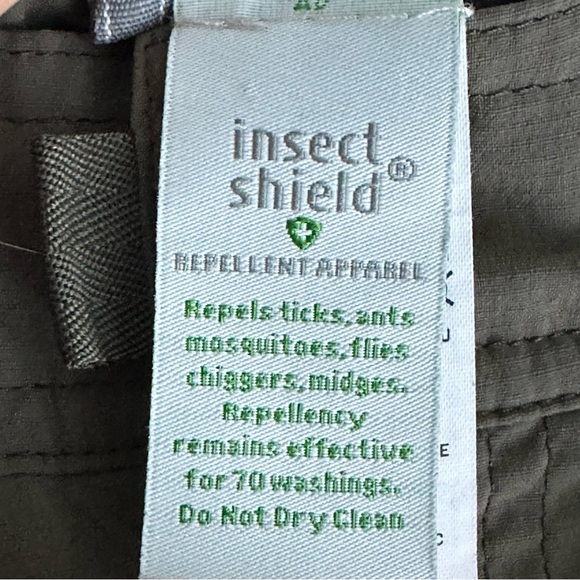 insect
shield®
REPELLENT APPAREL
Repels ticks, ants
mosquitoes, flies
chiggers, midges.
Repellency
remains effective
for 70 washings.
Do Not Dry Clean
E
C